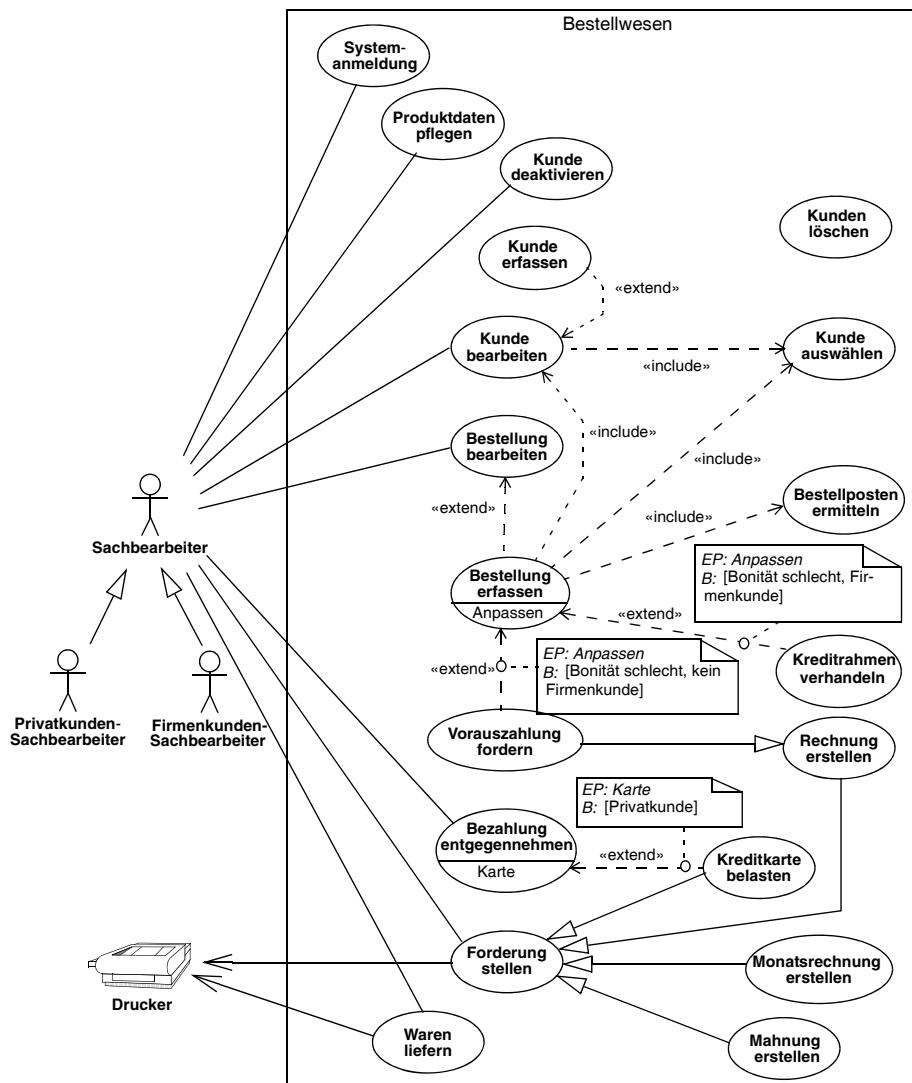 Bestellwesen
System-
anmeldung
Produktdaten
pflegen
Kunde
deaktivieren
Kunden
löschen
Kunde
erfassen
«extend»
Kunde
bearbeiten
Kunde
auswählen
«include»
«include»
Bestellung
bearbeiten
«include»
«extend»
Bestellposten
ermitteln
«include»
Sachbearbeiter
EP: Anpassen
B: [Bonität schlecht, Fir-
menkunde]
Bestellung
erfassen
Anpassen
«extend»
«extend»
EP: Anpassen
B: [Bonität schlecht, kein
Firmenkunde]
Kreditrahmen
verhandeln
Privatkunden-
Sachbearbeiter
Firmenkunden-
Sachbearbeiter
Vorauszahlung
fordern
Rechnung
erstellen
EP: Karte
B: [Privatkunde]
Bezahlung
entgegennehmen
Karte
«extend»
Kreditkarte
belasten
Forderung
stellen
Monatsrechnung
erstellen
Drucker
Waren
liefern
Mahnung
erstellen